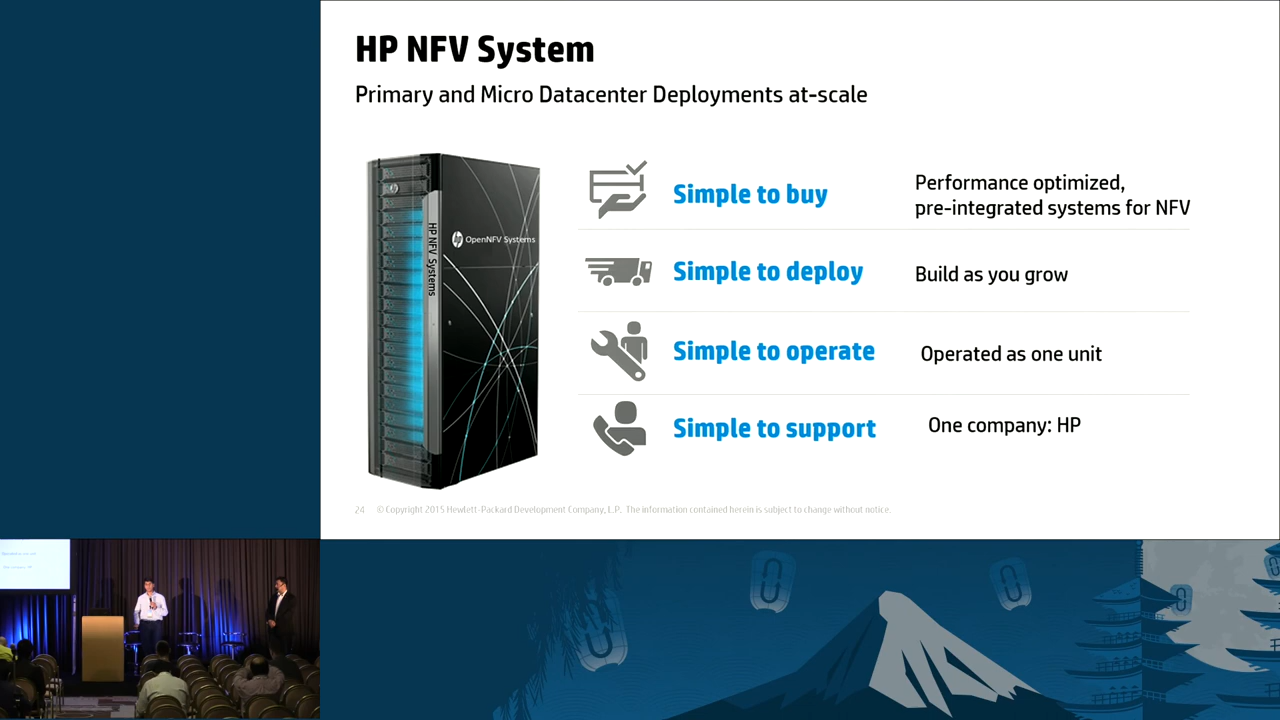 HP NFV System
Primary and Micro Datacenter Deployments at-scale
hp OpenNFV Systems
HP NFV Systems
Simple to buy
Performance optimized,
pre-integrated systems for NFV
Simple to deploy
Build as you grow
Simple to operate
Operated as one unit
Simple to support
One company: HP
24 © Copyright 2015 Hewlett-Packard Development Company, L.P. The information contained herein is subject to change without notice.